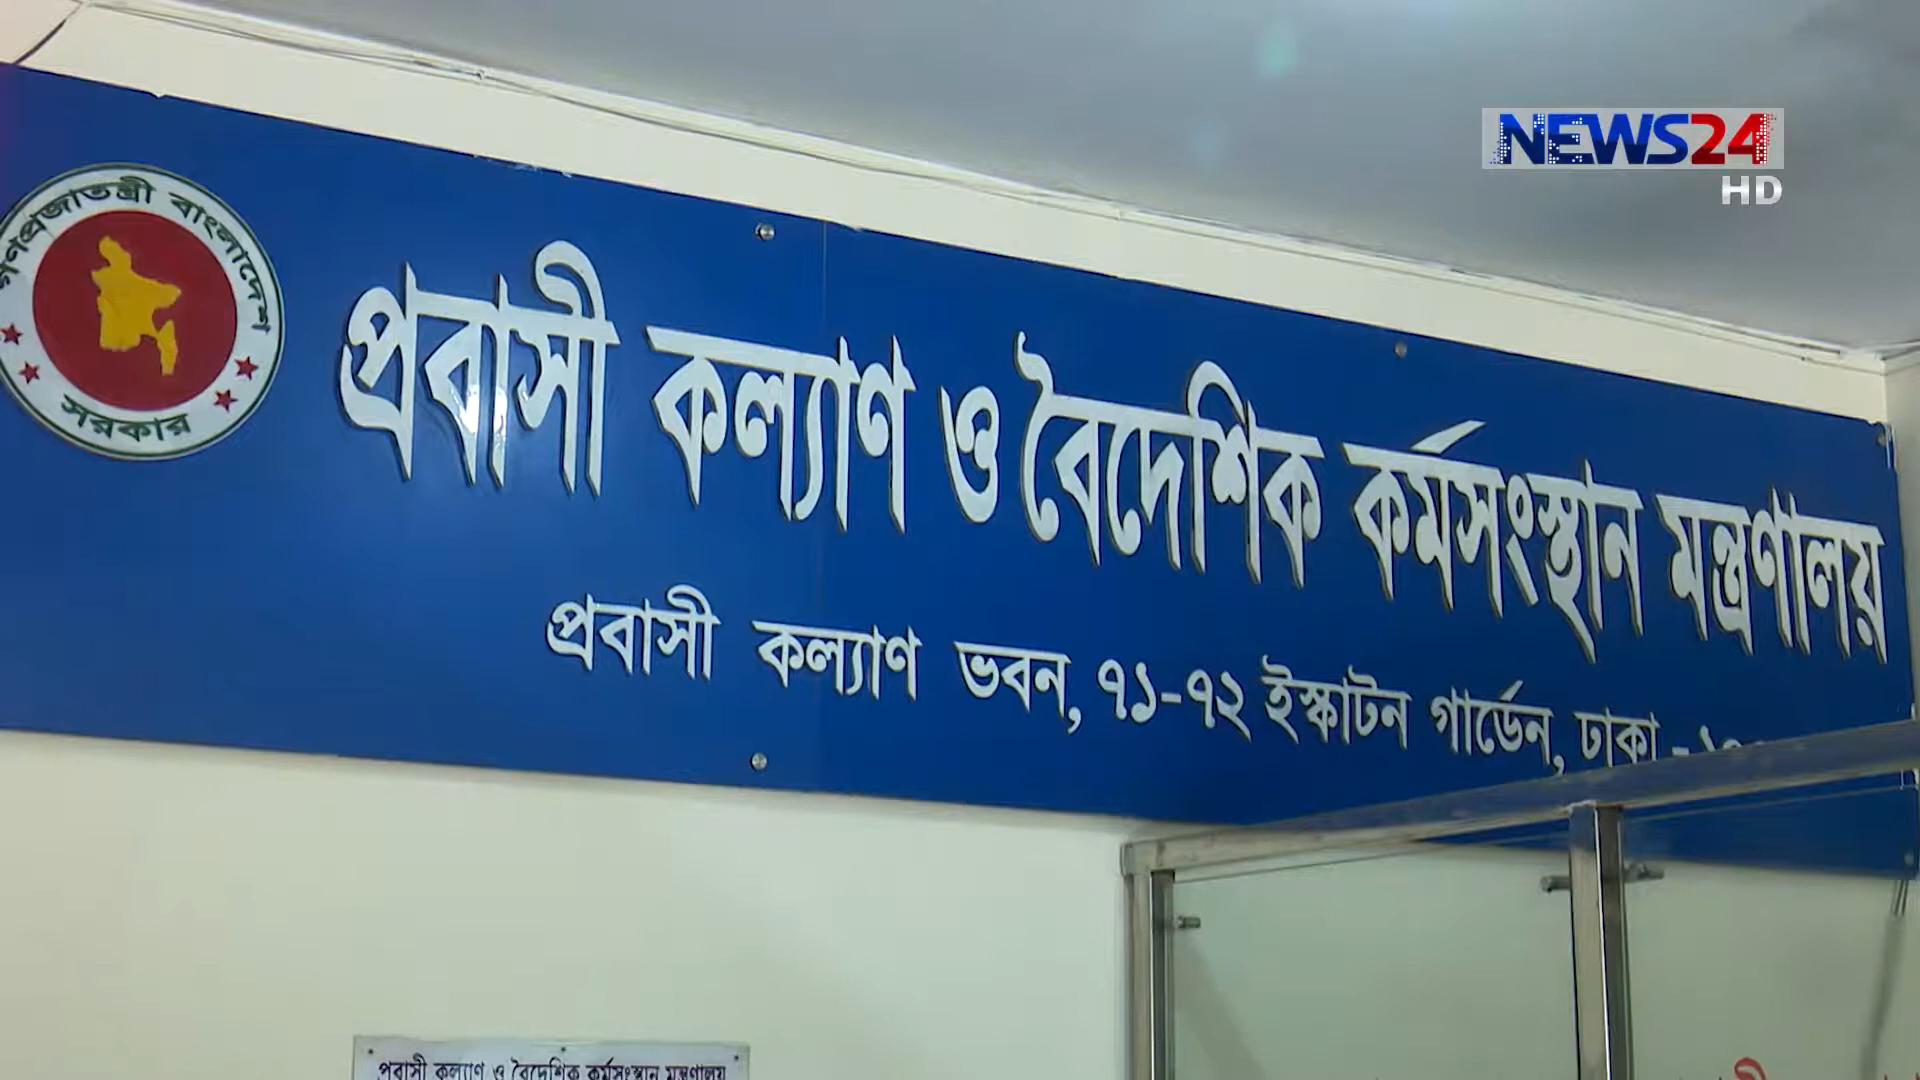 NEWS24
HD
গণপ্রজাতন্ত্রী বাংলাদেশ
সরকার
প্রবাসী কল্যাণ ও বৈদেশিক কর্মসংস্থান মন্ত্রণালয়
প্রবাসী কল্যাণ ভবন, ৭১-৭২ ইস্কাটন গার্ডেন, ঢাকা -
প্রবাসী কল্যাণ ও বৈদেশিক কর্মসংস্থান মন্ত্রণালয়